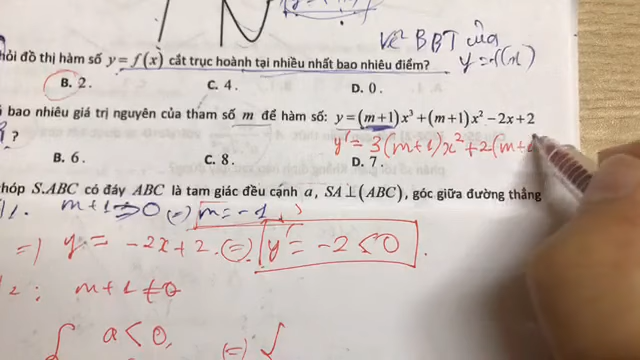 vẽ BBT của
y = f(x)
hỏi đồ thị hàm số y = f(x) cắt trục hoành tại nhiều nhất bao nhiêu điểm?
B. 2. C. 4. D. 0.
bao nhiêu giá trị nguyên của tham số m để hàm số: y = (m+1)x³ + (m+1)x² − 2x + 2
? y' = 3(m+1)x² + 2(m+1
B. 6. C. 8. D. 7.
chóp S.ABC có đáy ABC là tam giác đều cạnh a, SA ⊥ (ABC), góc giữa đường thẳng
1. m+1 = 0 (=) m = -1
=) y = -2x+2 (=) y' = -2 < 0
2: m+1 ≠ 0
a < 0, (=) {